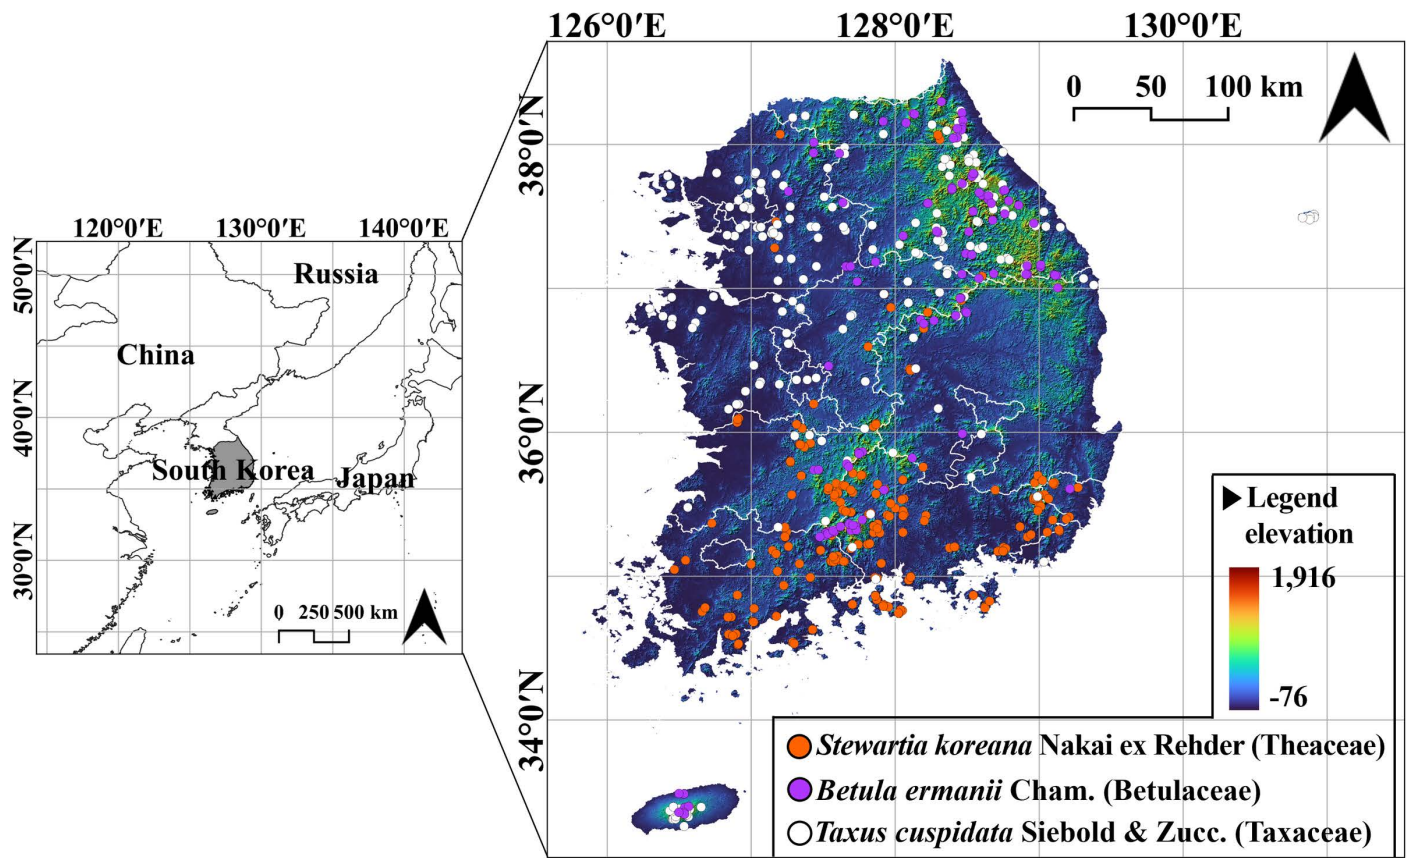 126°0′E 128°0′E 130°0′E
0 50 100 km
38°0′N
36°0′N
34°0′N
120°0′E 130°0′E 140°0′E
50°0′N
40°0′N
30°0′N
Russia
China
South Korea
Japan
0 250 500 km
Legend
elevation
1,916
-76
Stewartia koreana Nakai ex Rehder (Theaceae)
Betula ermanii Cham. (Betulaceae)
Taxus cuspidata Siebold & Zucc. (Taxaceae)